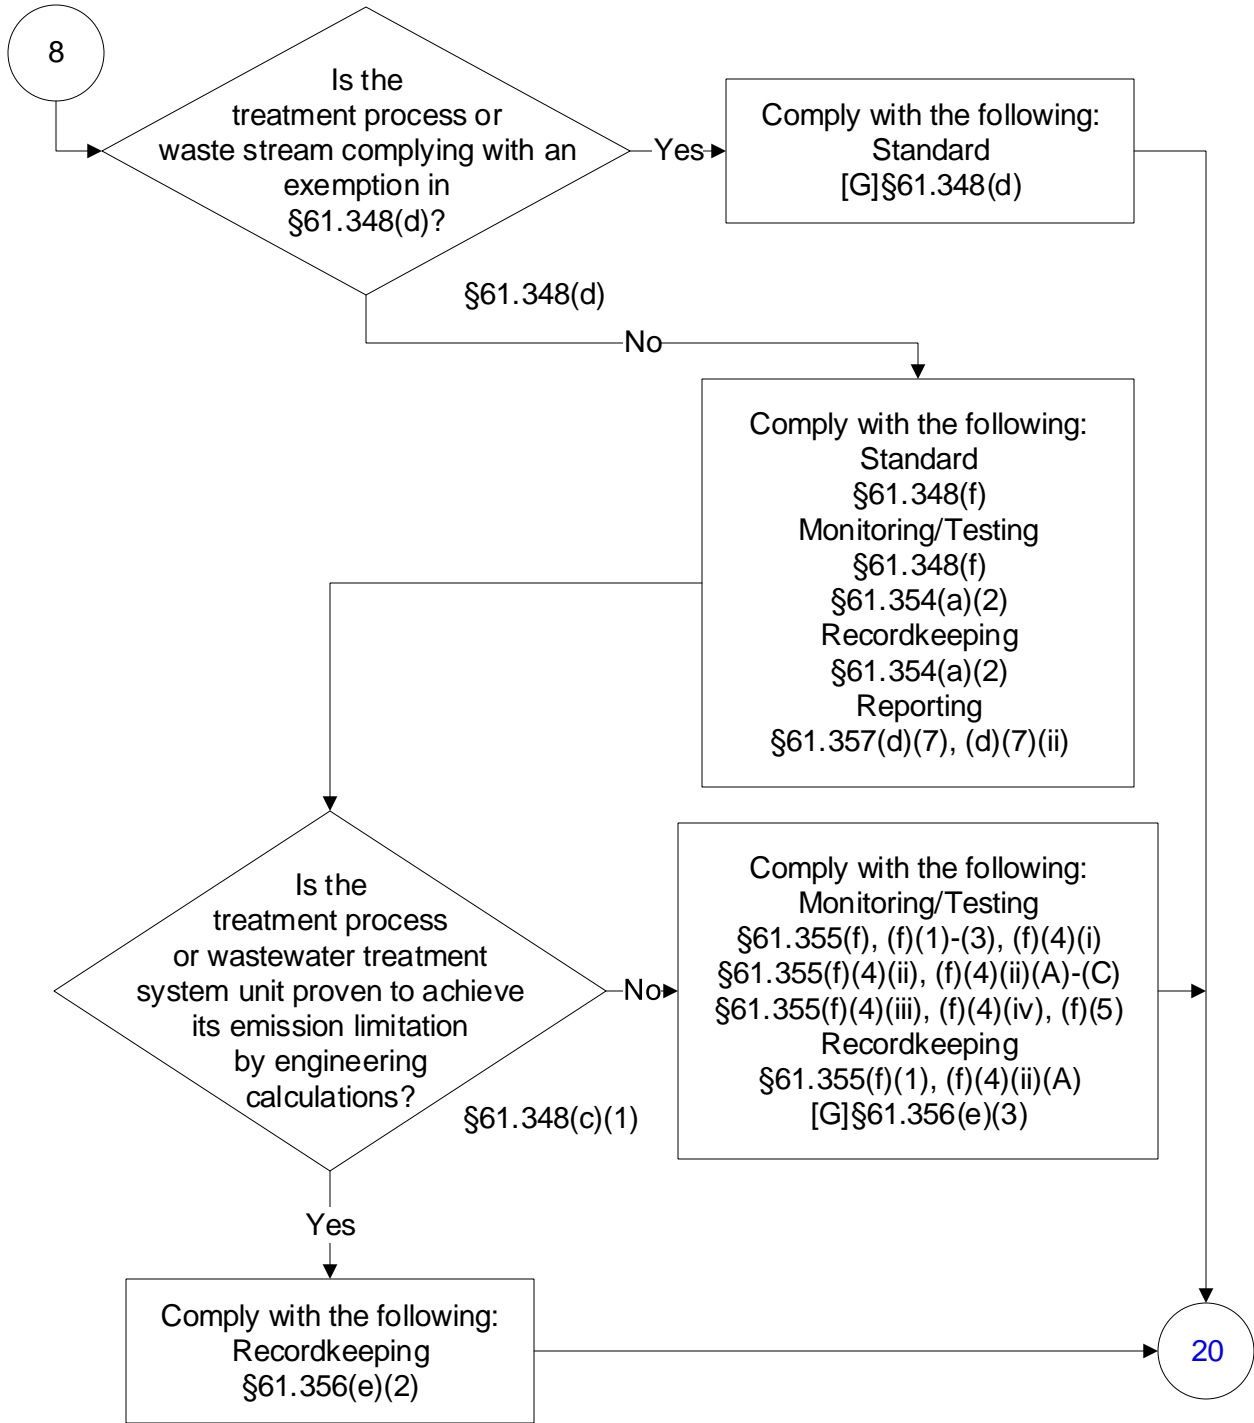 8
Is the
treatment process or
waste stream complying with an
exemption in
§61.348(d)?
Yes
Comply with the following:
Standard
[G]§61.348(d)
§61.348(d)
No
Comply with the following:
Standard
§61.348(f)
Monitoring/Testing
§61.348(f)
§61.354(a)(2)
Recordkeeping
§61.354(a)(2)
Reporting
§61.357(d)(7), (d)(7)(ii)
Is the
treatment process
or wastewater treatment
system unit proven to achieve
its emission limitation
by engineering
calculations?
§61.348(c)(1)
No
Comply with the following:
Monitoring/Testing
§61.355(f), (f)(1)-(3), (f)(4)(i)
§61.355(f)(4)(ii), (f)(4)(ii)(A)-(C)
§61.355(f)(4)(iii), (f)(4)(iv), (f)(5)
Recordkeeping
§61.355(f)(1), (f)(4)(ii)(A)
[G]§61.356(e)(3)
Yes
Comply with the following:
Recordkeeping
§61.356(e)(2)
20